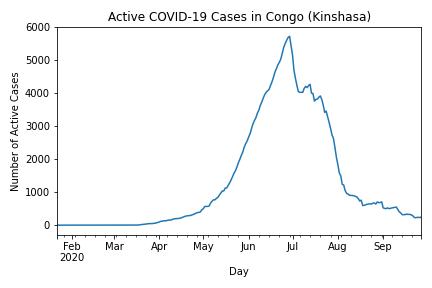 Active COVID-19 Cases in Congo (Kinshasa)
Number of Active Cases
6000
5000
4000
3000
2000
1000
0
Feb Mar Apr May Jun Jul Aug Sep
2020
Day